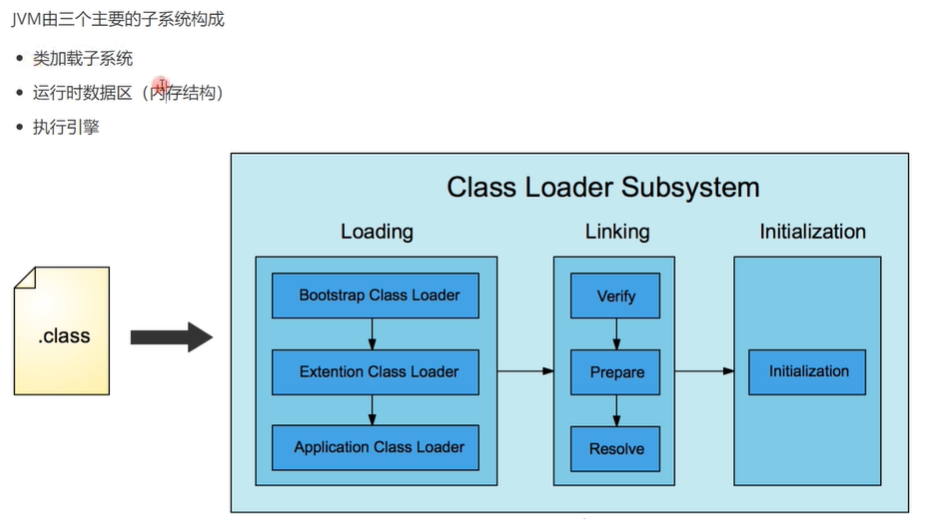 JVM由三个主要的子系统构成
类加载子系统
运行时数据区（内存结构）
执行引擎
Class Loader Subsystem
Loading
Linking
Initialization
.class
Bootstrap Class Loader
Verify
Extention Class Loader
Prepare
Initialization
Application Class Loader
Resolve